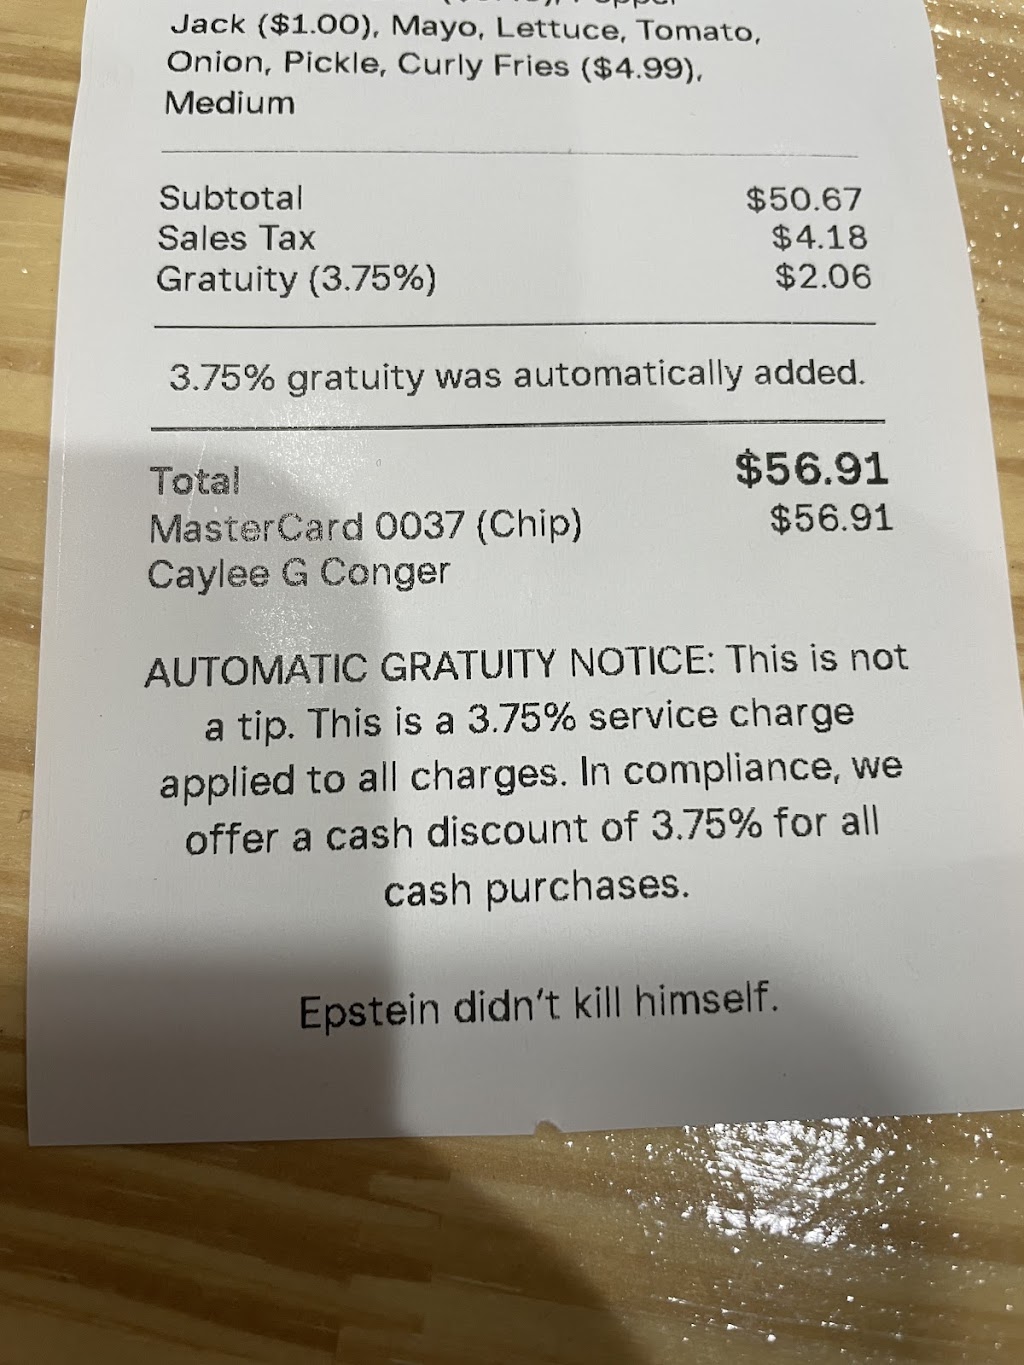 Jack ($1.00), Mayo, Lettuce, Tomato,
Onion, Pickle, Curly Fries ($4.99),
Medium
Subtotal $50.67
Sales Tax $4.18
Gratuity (3.75%) $2.06
3.75% gratuity was automatically added.
Total $56.91
MasterCard 0037 (Chip) $56.91
Caylee G Conger
AUTOMATIC GRATUITY NOTICE: This is not
a tip. This is a 3.75% service charge
applied to all charges. In compliance, we
offer a cash discount of 3.75% for all
cash purchases.
Epstein didn't kill himself.